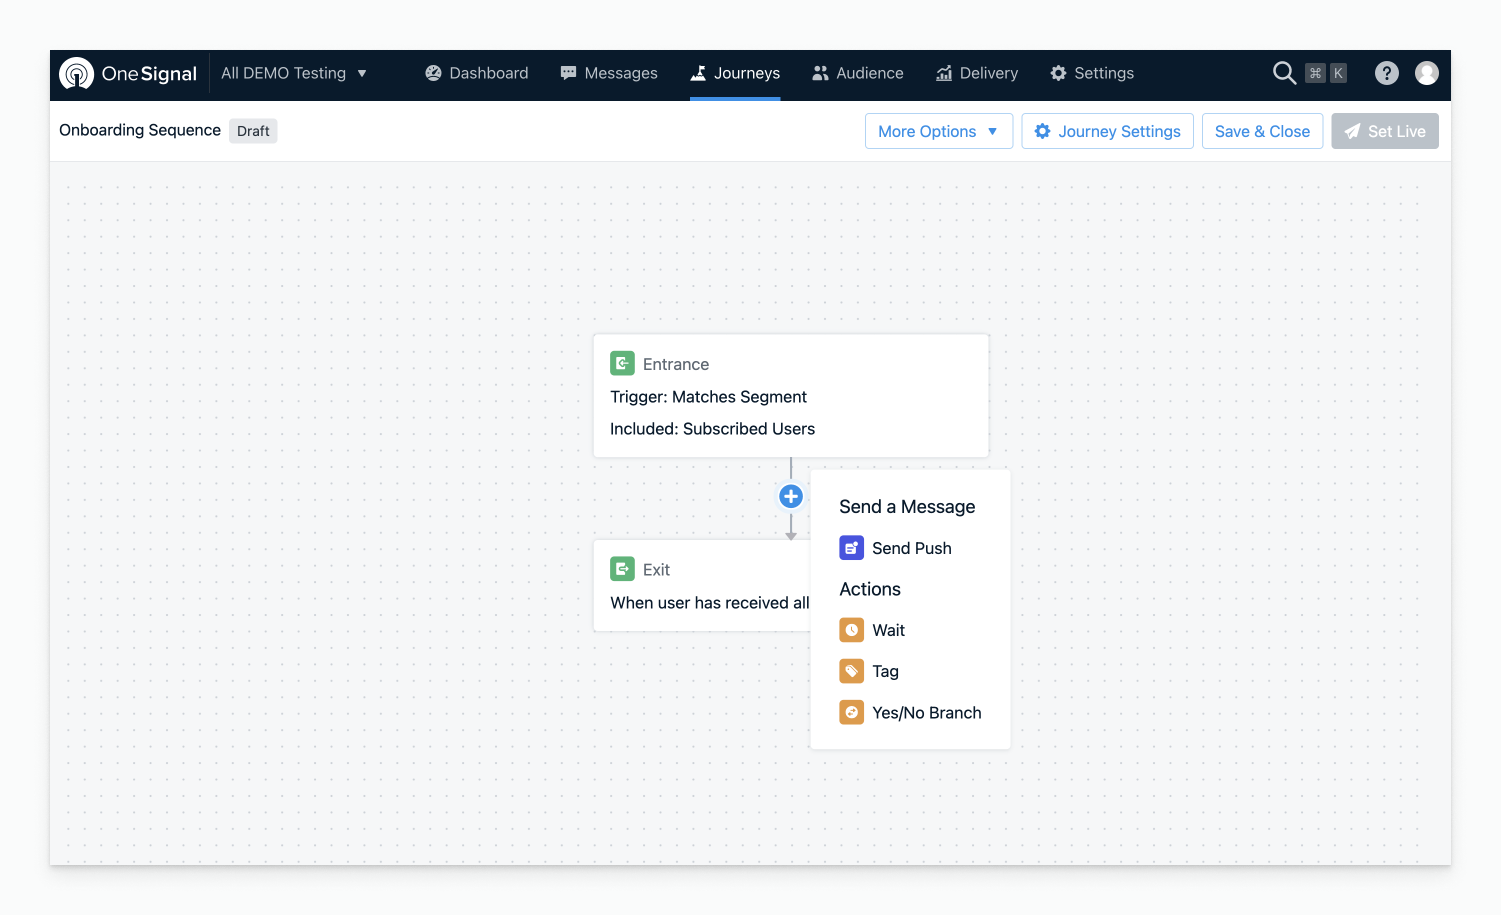 OneSignal All DEMO Testing Dashboard Messages Journeys Audience Delivery Settings ⌘ K ?
Onboarding Sequence Draft More Options Journey Settings Save & Close Set Live
Entrance
Trigger: Matches Segment
Included: Subscribed Users
Send a Message
Send Push
Exit
Actions
When user has received all
Wait
Tag
Yes/No Branch